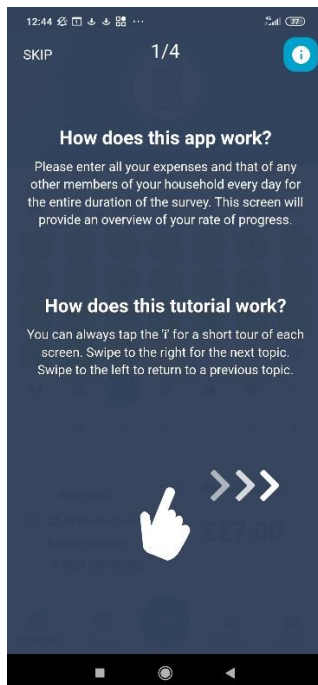 12:44
77
SKIP
1/4
i
How does this app work?
Please enter all your expenses and that of any
other members of your household every day for
the entire duration of the survey. This screen will
provide an overview of your rate of progress.
How does this tutorial work?
You can always tap the 'i' for a short tour of each
screen. Swipe to the right for the next topic.
Swipe to the left to return to a previous topic.
€27.00